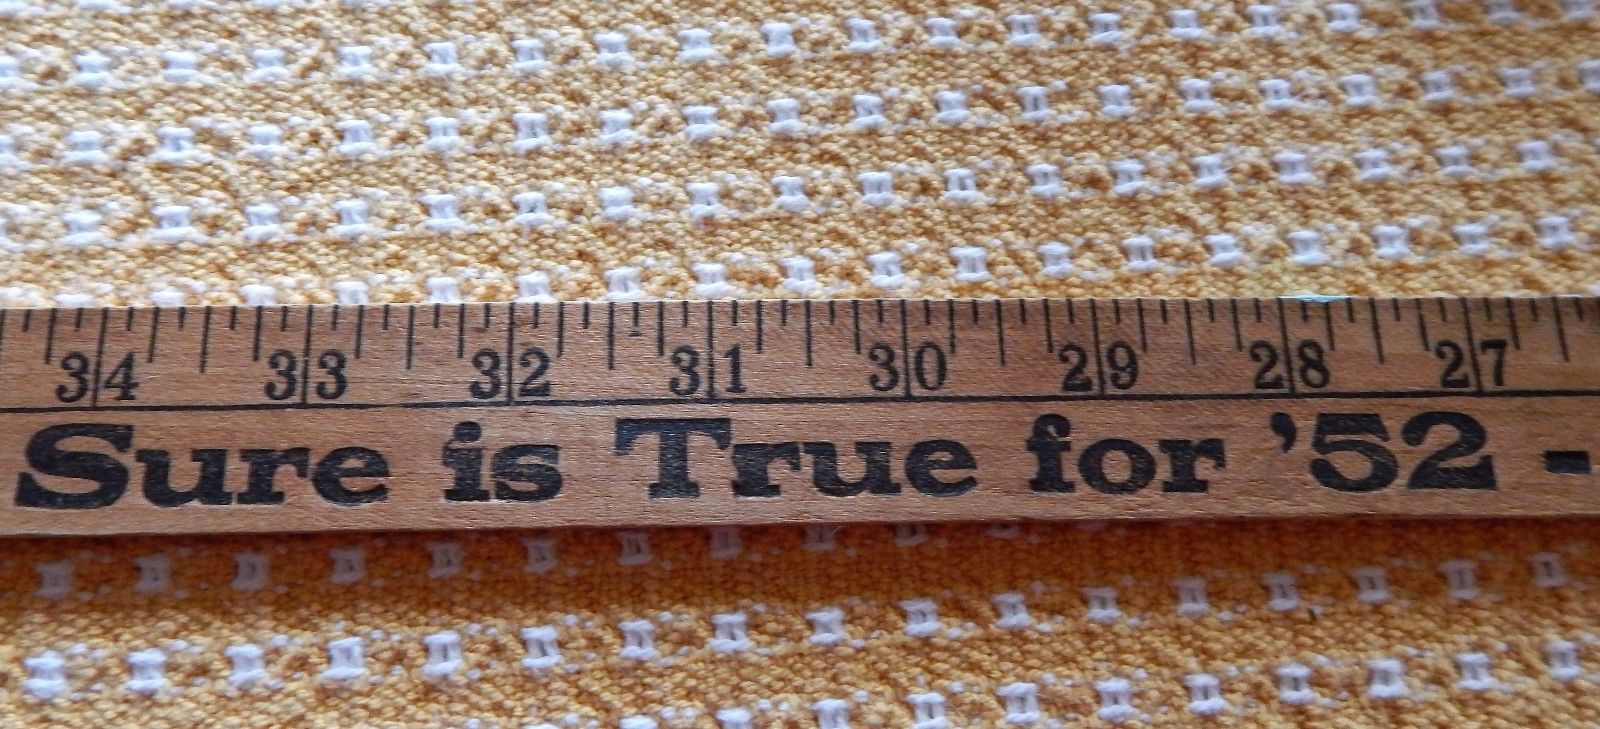 34 33 32 31 30 29 28 27
Sure is True for '52 -